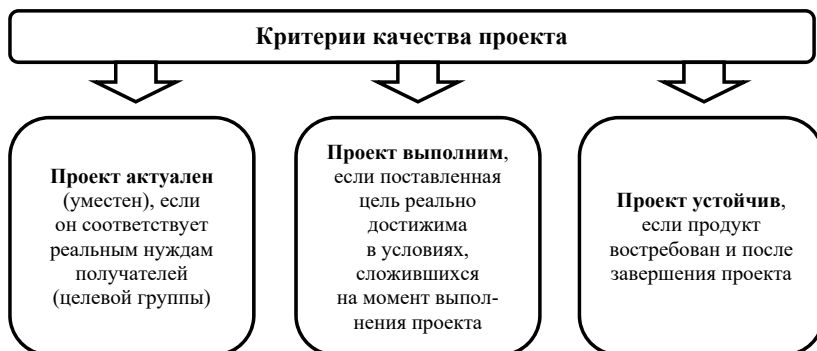 Критерии качества проекта
Проект актуален
(уместен), если
он соответствует
реальным нуждам
получателей
(целевой группы)
Проект выполним,
если поставленная
цель реально
достижима
в условиях,
сложившихся
на момент выпол-
нения проекта
Проект устойчив,
если продукт
востребован и после
завершения проекта